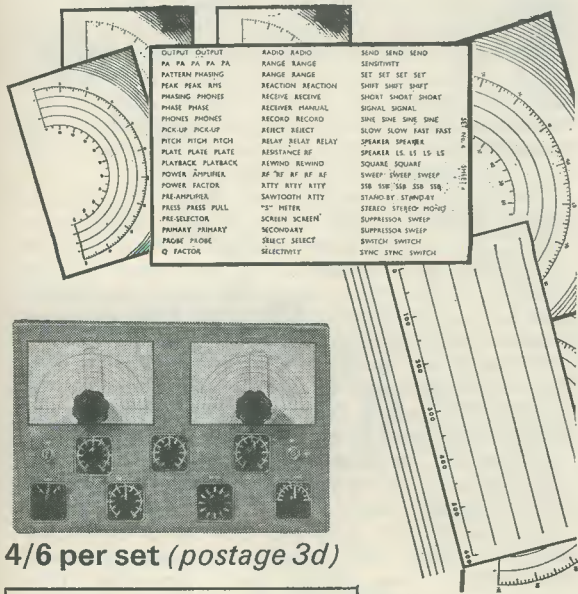 OUTPUT OUTPUT
PA PA PA PA PA
PATTERN PHASING
PEAK PEAK RMS
PHASING PHONES
PHASE PHASE
PHONES PHONES
PICK-UP PICK-UP
PITCH PITCH PITCH
PLATE PLATE PLATE
PLAYBACK PLAYBACK
POWER AMPLIFIER
POWER FACTOR
PRE-AMPLIFIER
PRESS PRESS PULL
PRE-SELECTOR
PRIMARY PRIMARY
PROBE PROBE
Q FACTOR
RADIO RADIO
RANGE RANGE
RANGE RANGE
REACTION REACTION
RECEIVE RECEIVE
RECEIVER MANUAL
RECORD RECORD
REJECT REJECT
RELAY RELAY RELAY
RESISTANCE RF
REWIND REWIND
RF RF RF RF RF
RTTY RTTY RTTY
SAWTOOTH RTTY
"S" METER
SCREEN SCREEN
SECONDARY
SELECT SELECT
SELECTIVITY
SEND SEND SEND
SENSITIVITY
SET SET SET SET
SHIFT SHIFT SHIFT
SHORT SHORT SHORT
SIGNAL SIGNAL
SINE SINE SINE SINE
SLOW SLOW FAST FAST
SPEAKER SPEAKER
SPEAKER LS. LS LS LS
SQUARE SQUARE
SWEEP SWEEP SWEEP
SSB SSB SSB SSB SSB
STAND-BY STAND-BY
STEREO STEREO MONO
SUPPRESSOR SWEEP
SUPPRESSOR SWEEP
SWITCH SWITCH
SYNC SYNC SWITCH
4/6 per set (postage 3d)